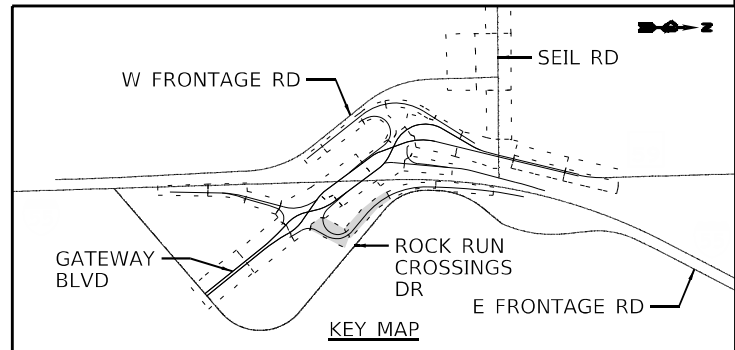 Z
SEIL RD
W FRONTAGE RD
GATEWAY
BLVD
ROCK RUN
CROSSINGS
DR
E FRONTAGE RD
KEY MAP